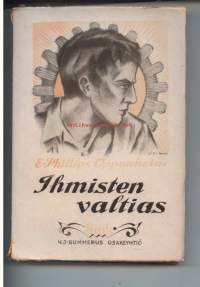 E. Phillips Oppenheim
Ihmisten
valtias
K. J. GUMMERUS OSAKEYHTIÖ